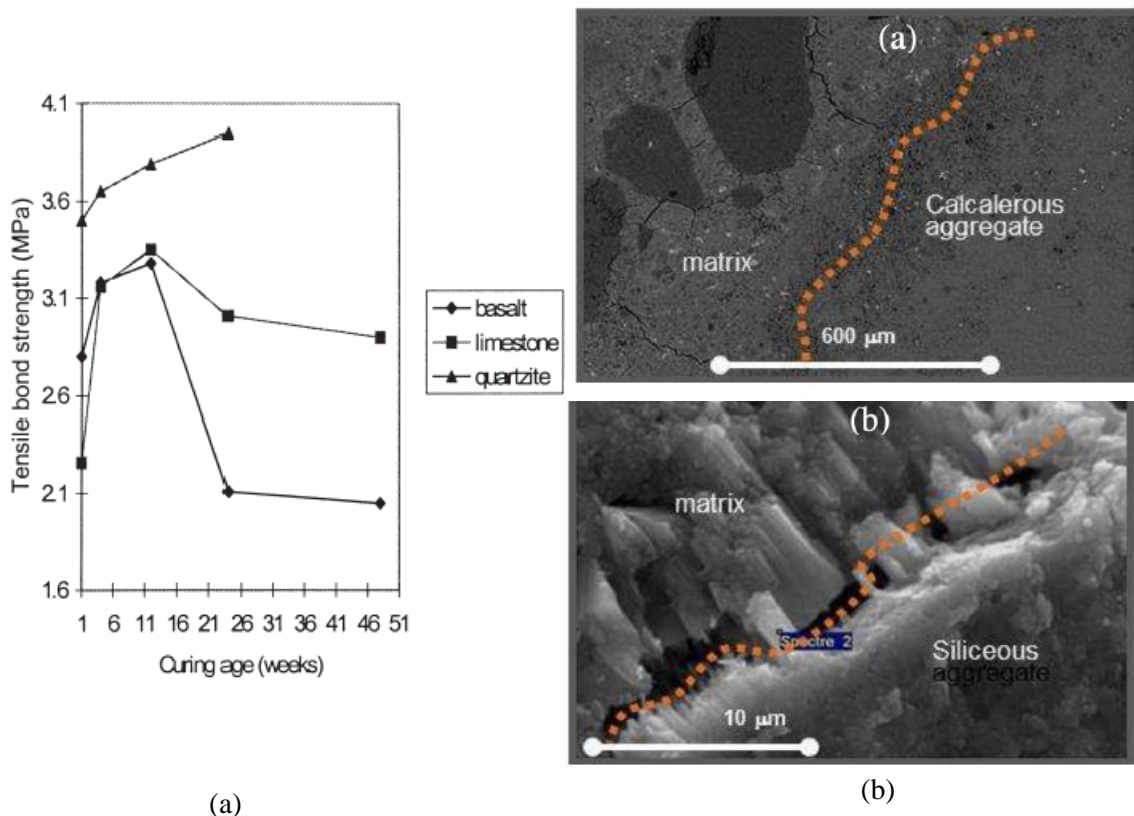 4.1
3.6
3.1
2.6
2.1
1.6
Tensile bond strength (MPa)
1 6 11 16 21 26 31 36 41 46 51
Curing age (weeks)
basalt
limestone
quartzite
(a)
(a)
Calcalerous
aggregate
matrix
600 μm
(b)
matrix
Spectre 2
Siliceous
aggregate
10 μm
(b)